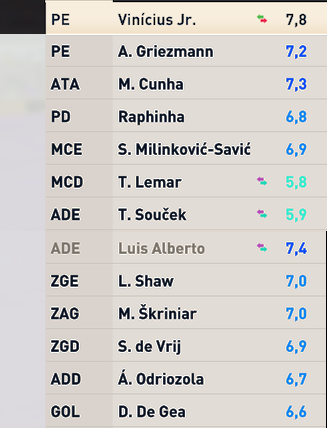 PE Vinícius Jr. 7,8
PE A. Griezmann 7,2
ATA M. Cunha 7,3
PD Raphinha 6,8
MCE S. Milinković-Savić 6,9
MCD T. Lemar 5,8
ADE T. Souček 5,9
ADE Luis Alberto 7,4
ZGE L. Shaw 7,0
ZAG M. Škriniar 7,0
ZGD S. de Vrij 6,9
ADD Á. Odriozola 6,7
GOL D. De Gea 6,6